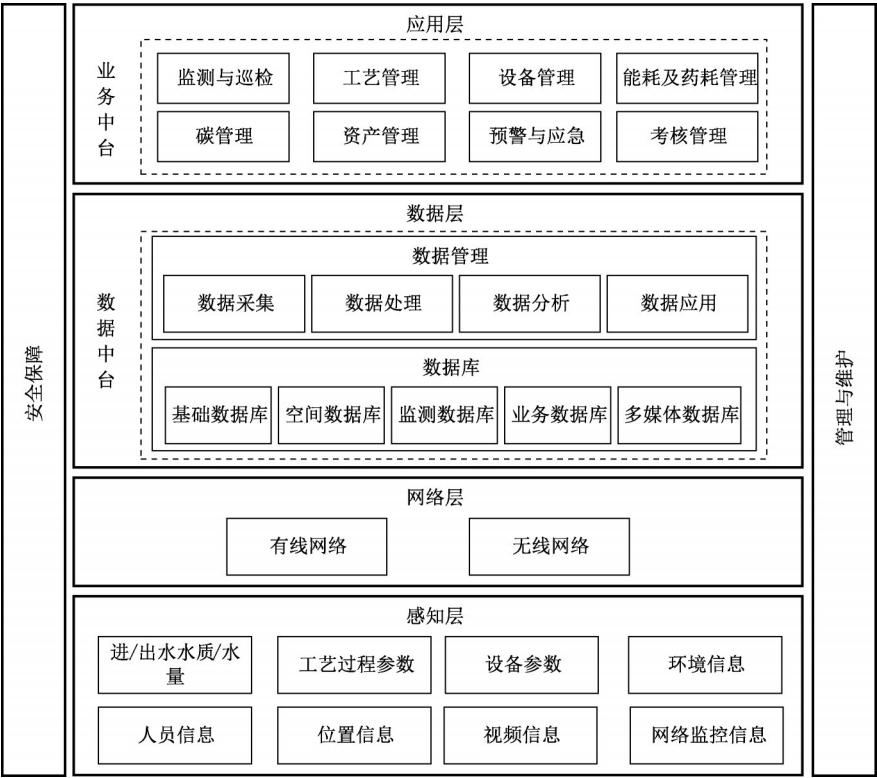 安全保障
应用层
业务中台
监测与巡检
工艺管理
设备管理
能耗及药耗管理
碳管理
资产管理
预警与应急
考核管理
数据层
数据中台
数据管理
数据采集
数据处理
数据分析
数据应用
数据库
基础数据库
空间数据库
监测数据库
业务数据库
多媒体数据库
网络层
有线网络
无线网络
感知层
进/出水水质/水
量
工艺过程参数
设备参数
环境信息
人员信息
位置信息
视频信息
网络监控信息
管理与维护